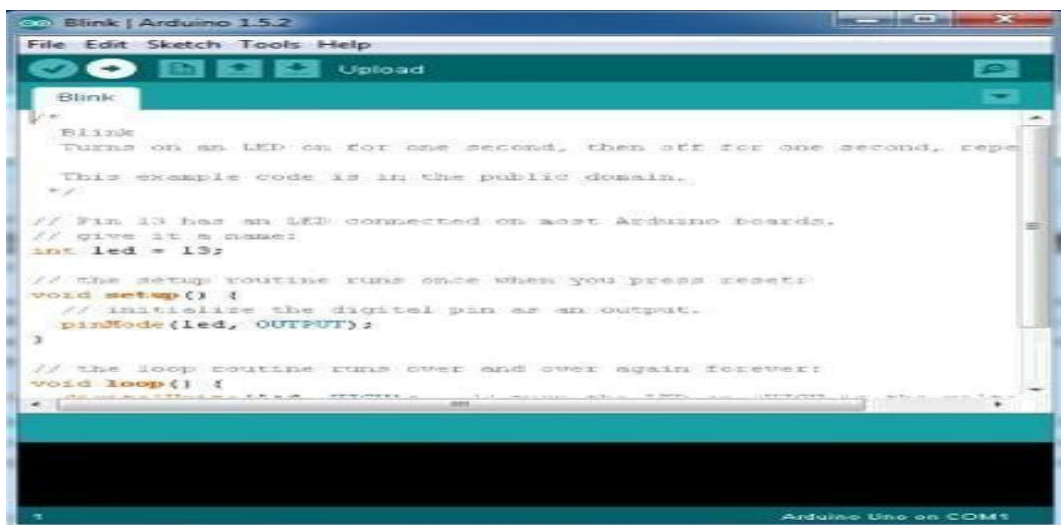 Blink | Arduino 1.5.2
File Edit Sketch Tools Help
Upload
Blink
/*
Blink
Turns on an LED on for one second, then off for one second, repe
This example code is in the public domain.
*/
// Pin 13 has an LED connected on most Arduino boards.
// give it a name:
int led = 13;
// the setup routine runs once when you press reset:
void setup() {
// initialize the digital pin as an output.
pinMode(led, OUTPUT);
}
// the loop routine runs over and over again forever:
void loop() {
1
Arduino Uno on COM1